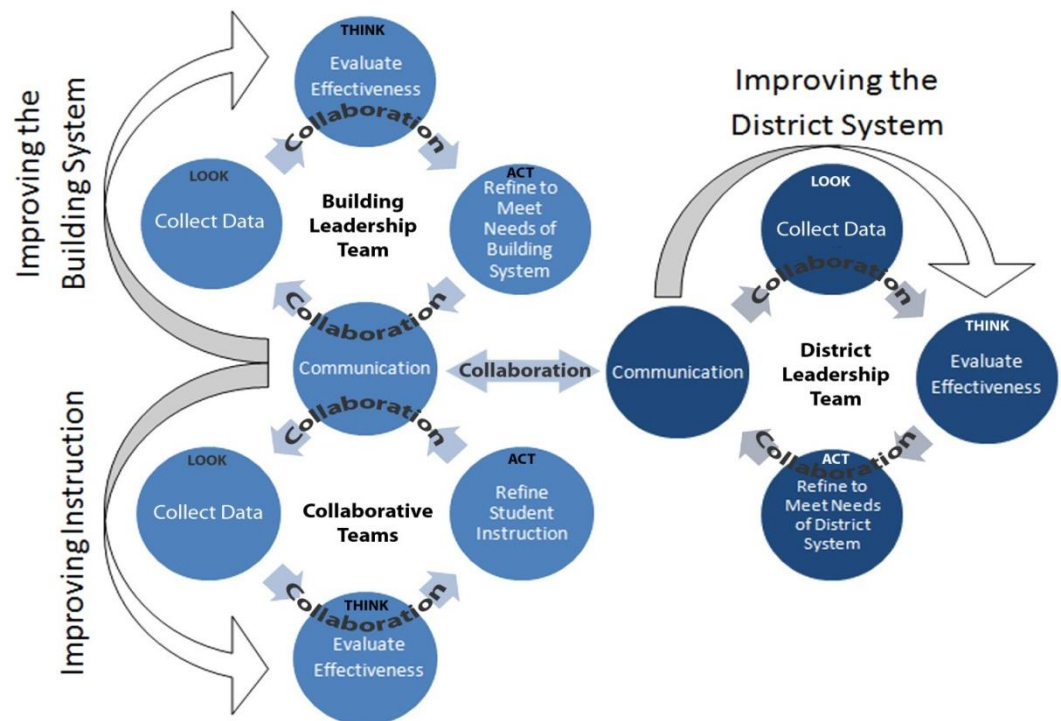 Improving the
Building System
THINK
Evaluate
Effectiveness
Collaboration
LOOK
Collect Data
Building
Leadership
Team
ACT
Refine to
Meet
Needs of
Building
System
Collaboration
Communication
Collaboration
Improving Instruction
LOOK
Collect Data
Collaborative
Teams
ACT
Refine
Student
Instruction
Collaboration
THINK
Evaluate
Effectiveness
Collaboration
Improving the
District System
LOOK
Collect Data
Collaboration
Communication
District
Leadership
Team
THINK
Evaluate
Effectiveness
Collaboration
ACT
Refine to
Meet Needs
of District
System